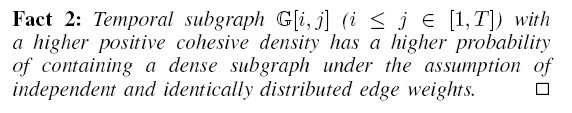 Fact 2: Temporal subgraph 𝔾[i, j] (i ≤ j ∈ [1, T]) with
a higher positive cohesive density has a higher probability
of containing a dense subgraph under the assumption of
independent and identically distributed edge weights. □